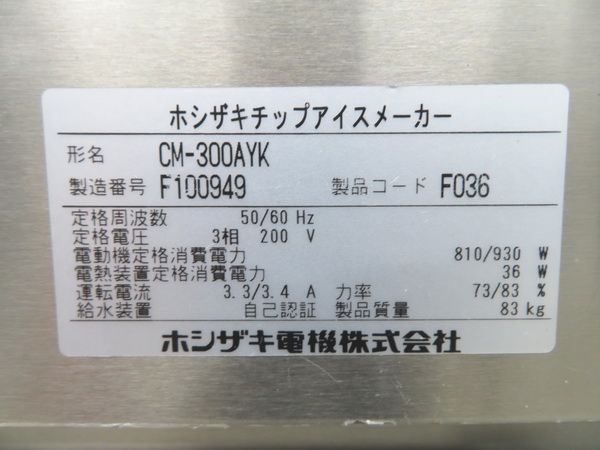 ホシザキチップアイスメーカー
形名 CM-300AYK
製造番号 F100949 製品コード F036
定格周波数 50/60 Hz
定格電圧 3相 200 V
電動機定格消費電力 810/930 W
電熱装置定格消費電力 36 W
運転電流 3.3/3.4 A 力率 73/83 %
給水装置 自己認証 製品質量 83 kg
ホシザキ電機株式会社